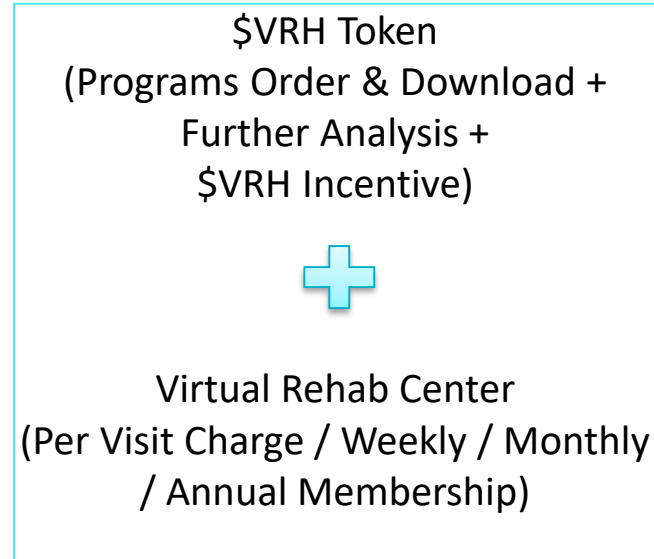 $VRH Token
(Programs Order & Download +
Further Analysis +
$VRH Incentive)
Virtual Rehab Center
(Per Visit Charge / Weekly / Monthly
/ Annual Membership)